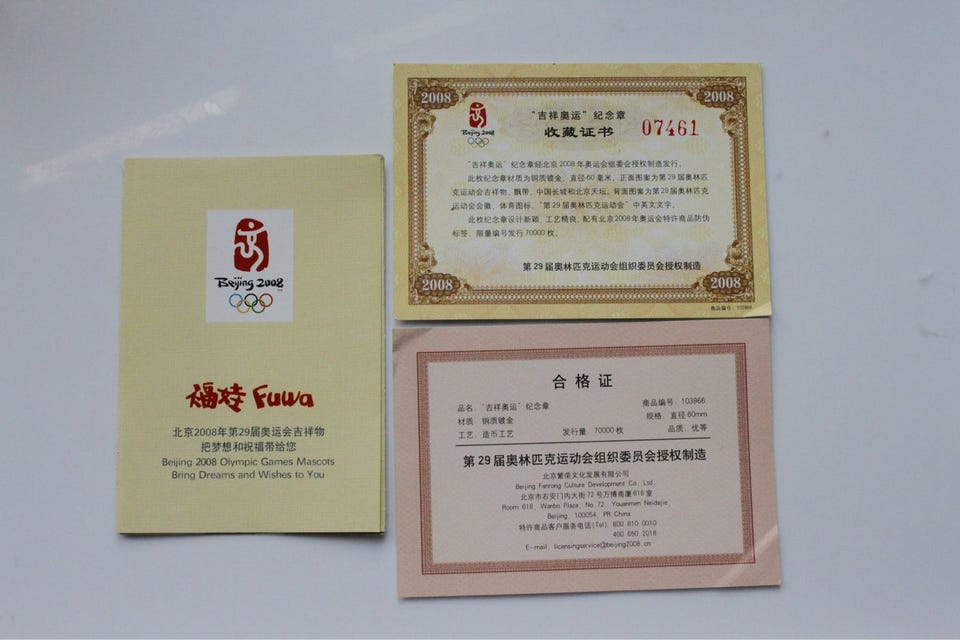 Beijing 2008
福娃 Fuwa
北京2008年第29届奥运会吉祥物
把梦想和祝福带给您
Beijing 2008 Olympic Games Mascots
Bring Dreams and Wishes to You
2008
2008
Beijing 2008
“吉祥奥运”纪念章
收藏证书
07461
“吉祥奥运”纪念章经北京2008年奥运会组委会授权制造发行。
此枚纪念章材质为铜质镀金、直径60毫米。正面图案为第29届奥林匹
克运动会吉祥物、飘带、中国长城和北京天坛。背面图案为第29届奥林匹克
运动会会徽、体育图标、“第29届奥林匹克运动会”中英文文字。
此枚纪念章设计新颖、工艺精良、配有北京2008年奥运会特许商品防伪
标签、限量编号发行70000枚。
第29届奥林匹克运动会组织委员会授权制造
2008
2008
商品编号：103966
合格证
品名：“吉祥奥运”纪念章
商品编号：103966
材质：铜质镀金
规格：直径60mm
工艺：造币工艺
发行量：70000枚
品质：优等
第29届奥林匹克运动会组织委员会授权制造
北京繁荣文化发展有限公司
Beijing Fanrong Culture Development Co., Ltd.
北京市右安门内大街72号万博商厦618室
Room 618, Wanbo Plaza, No. 72, Youanmen Neidajie,
Beijing, 100054, PR China
特许商品客户服务电话(Tel): 800 810 0010
400 650 2018
E-mail: licensingservice@beijing2008.cn